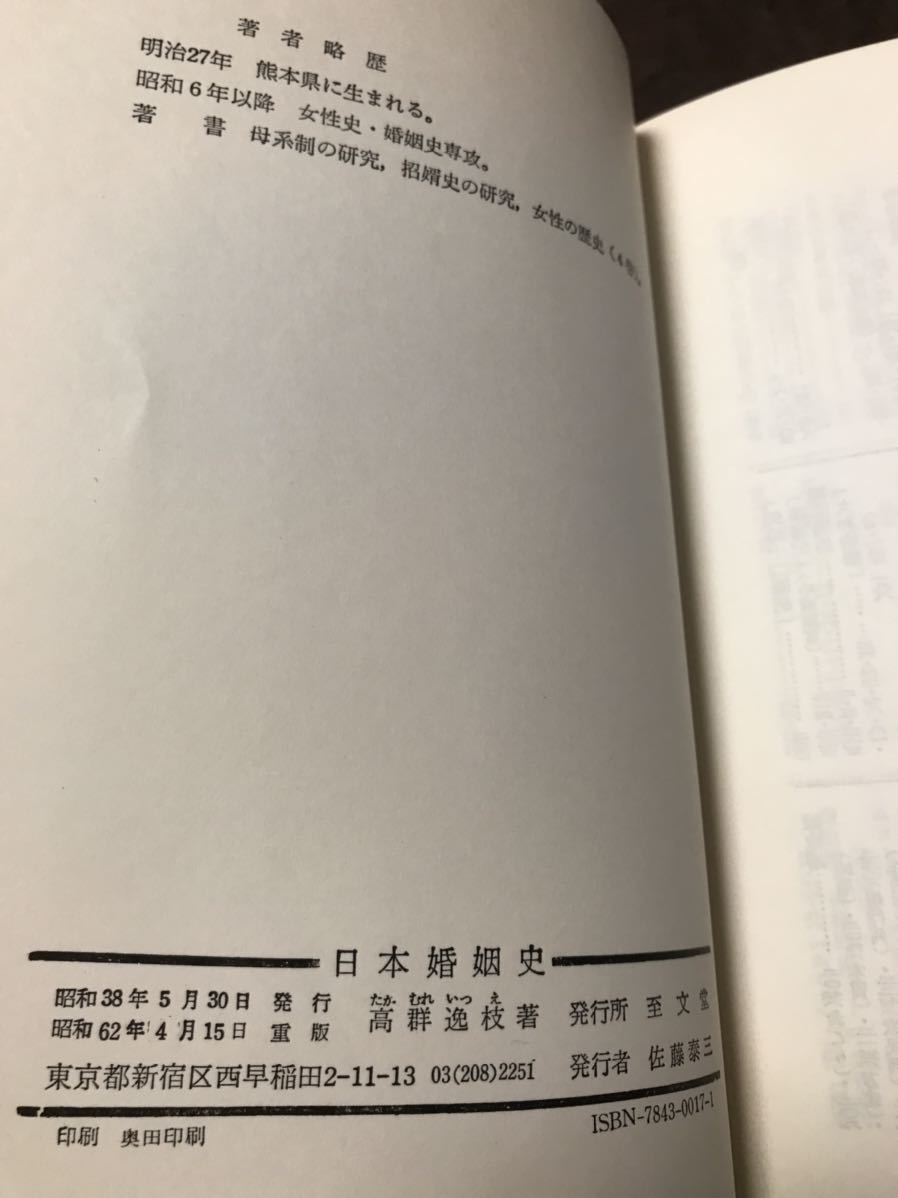 著者略歴
明治27年 熊本県に生まれる。
昭和6年以降 女性史・婚姻史専攻。
著書 母系制の研究，招婿史の研究，女性の歴史（4巻）。
日本婚姻史
昭和38年5月30日 発行
昭和62年4月15日 重版
たか むれ いつ え
高群逸枝著
発行所 至文堂
発行者 佐藤泰三
東京都新宿区西早稲田2-11-13 03(208)2251
ISBN-7843-0017-1
印刷 奥田印刷